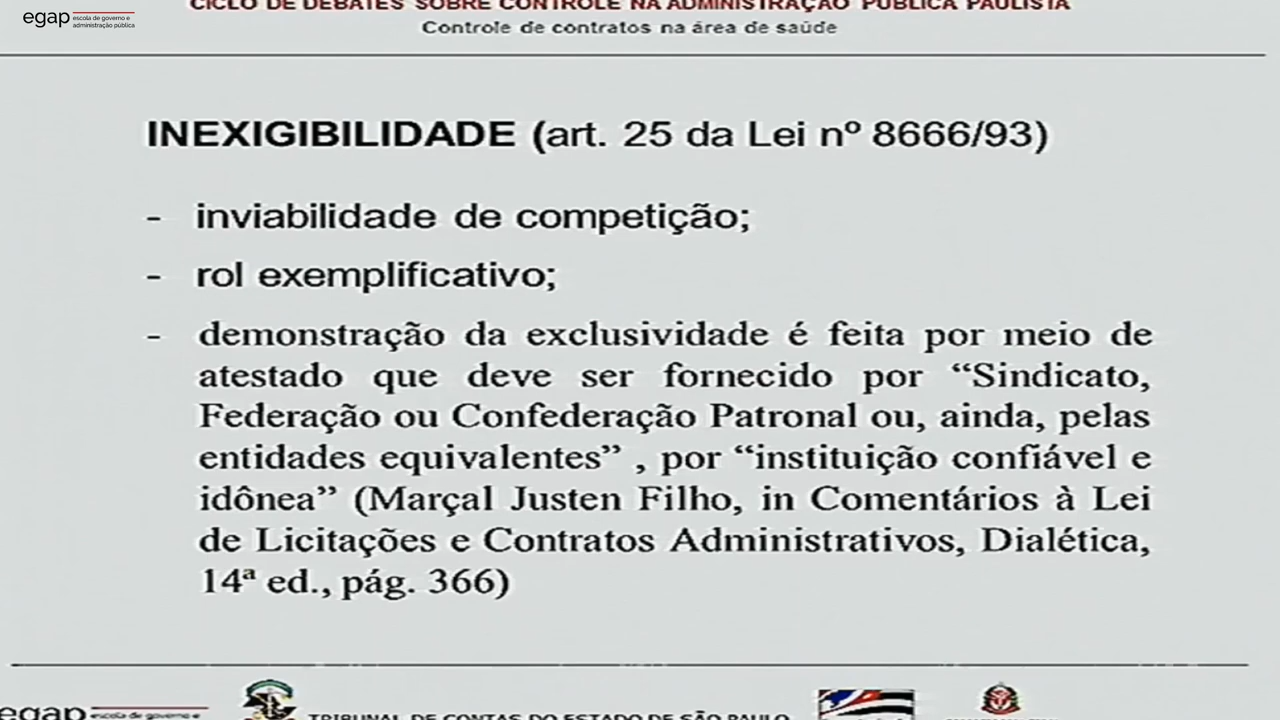 CICLO DE DEBATES SOBRE CONTROLE NA ADMINISTRAÇÃO PÚBLICA PAULISTA
egap escola de governo e
administração pública
Controle de contratos na área de saúde
INEXIGIBILIDADE (art. 25 da Lei nº 8666/93)
- inviabilidade de competição;
- rol exemplificativo;
- demonstração da exclusividade é feita por meio de
atestado que deve ser fornecido por “Sindicato,
Federação ou Confederação Patronal ou, ainda, pelas
entidades equivalentes” , por “instituição confiável e
idônea” (Marçal Justen Filho, in Comentários à Lei
de Licitações e Contratos Administrativos, Dialética,
14ª ed., pág. 366)
egap escola de governo e
TRIBUNAL DE CONTAS DO ESTADO DE SÃO PAULO